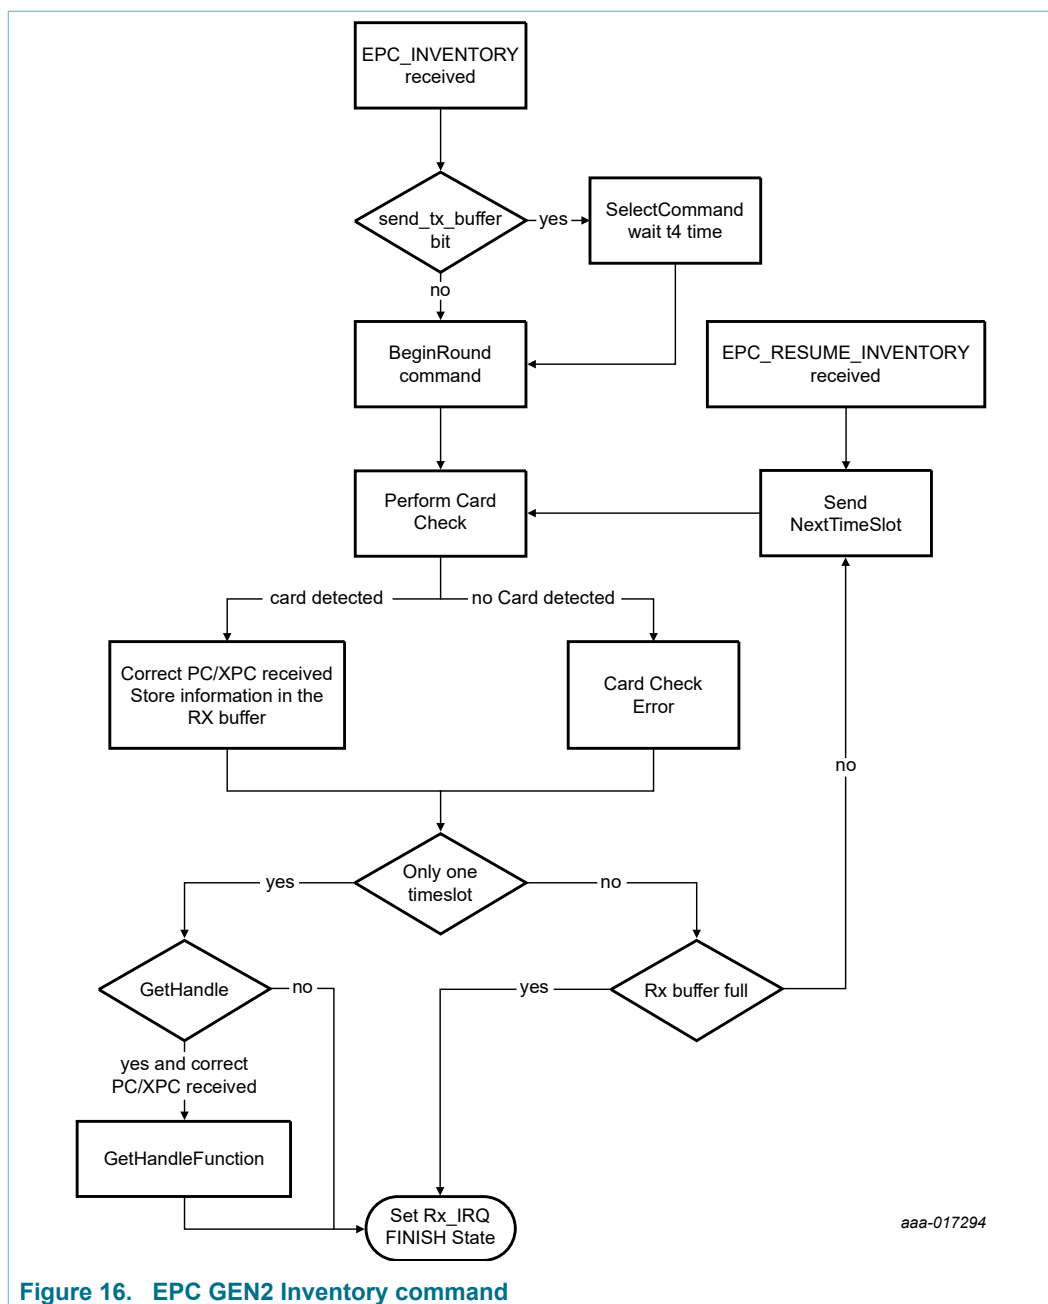 EPC_INVENTORY
received
send_tx_buffer
bit
yes
SelectCommand
wait t4 time
no
BeginRound
command
EPC_RESUME_INVENTORY
received
Perform Card
Check
Send
NextTimeSlot
card detected
no Card detected
Correct PC/XPC received
Store information in the
RX buffer
Card Check
Error
no
Only one
timeslot
yes
no
GetHandle
no
yes
Rx buffer full
yes and correct
PC/XPC received
GetHandleFunction
Set Rx_IRQ
FINISH State
aaa-017294
Figure 16. EPC GEN2 Inventory command